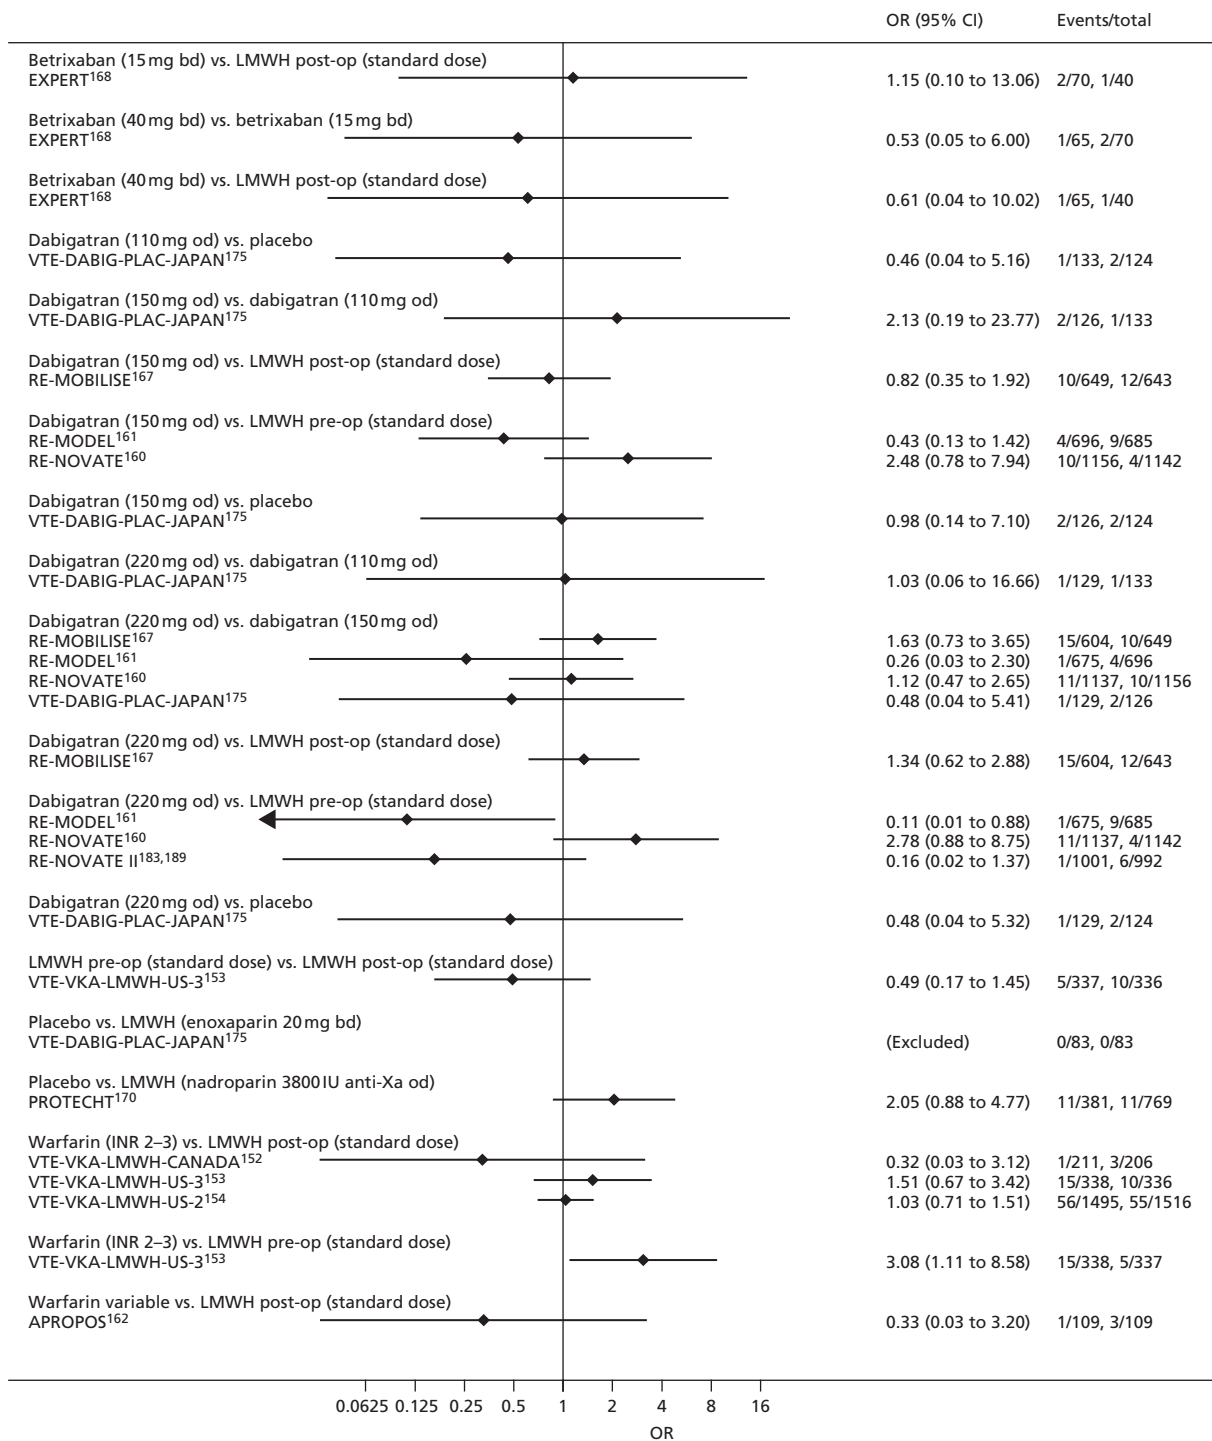 OR (95% CI) Events/total
Betrixaban (15 mg bd) vs. LMWH post-op (standard dose)
EXPERT168 1.15 (0.10 to 13.06) 2/70, 1/40
Betrixaban (40 mg bd) vs. betrixaban (15 mg bd)
EXPERT168 0.53 (0.05 to 6.00) 1/65, 2/70
Betrixaban (40 mg bd) vs. LMWH post-op (standard dose)
EXPERT168 0.61 (0.04 to 10.02) 1/65, 1/40
Dabigatran (110 mg od) vs. placebo
VTE-DABIG-PLAC-JAPAN175 0.46 (0.04 to 5.16) 1/133, 2/124
Dabigatran (150 mg od) vs. dabigatran (110 mg od)
VTE-DABIG-PLAC-JAPAN175 2.13 (0.19 to 23.77) 2/126, 1/133
Dabigatran (150 mg od) vs. LMWH post-op (standard dose)
RE-MOBILISE167 0.82 (0.35 to 1.92) 10/649, 12/643
Dabigatran (150 mg od) vs. LMWH pre-op (standard dose)
RE-MODEL161 0.43 (0.13 to 1.42) 4/696, 9/685
RE-NOVATE160 2.48 (0.78 to 7.94) 10/1156, 4/1142
Dabigatran (150 mg od) vs. placebo
VTE-DABIG-PLAC-JAPAN175 0.98 (0.14 to 7.10) 2/126, 2/124
Dabigatran (220 mg od) vs. dabigatran (110 mg od)
VTE-DABIG-PLAC-JAPAN175 1.03 (0.06 to 16.66) 1/129, 1/133
Dabigatran (220 mg od) vs. dabigatran (150 mg od)
RE-MOBILISE167 1.63 (0.73 to 3.65) 15/604, 10/649
RE-MODEL161 0.26 (0.03 to 2.30) 1/675, 4/696
RE-NOVATE160 1.12 (0.47 to 2.65) 11/1137, 10/1156
VTE-DABIG-PLAC-JAPAN175 0.48 (0.04 to 5.41) 1/129, 2/126
Dabigatran (220 mg od) vs. LMWH post-op (standard dose)
RE-MOBILISE167 1.34 (0.62 to 2.88) 15/604, 12/643
Dabigatran (220 mg od) vs. LMWH pre-op (standard dose)
RE-MODEL161 0.11 (0.01 to 0.88) 1/675, 9/685
RE-NOVATE160 2.78 (0.88 to 8.75) 11/1137, 4/1142
RE-NOVATE II183,189 0.16 (0.02 to 1.37) 1/1001, 6/992
Dabigatran (220 mg od) vs. placebo
VTE-DABIG-PLAC-JAPAN175 0.48 (0.04 to 5.32) 1/129, 2/124
LMWH pre-op (standard dose) vs. LMWH post-op (standard dose)
VTE-VKA-LMWH-US-3153 0.49 (0.17 to 1.45) 5/337, 10/336
Placebo vs. LMWH (enoxaparin 20 mg bd)
VTE-DABIG-PLAC-JAPAN175 (Excluded) 0/83, 0/83
Placebo vs. LMWH (nadroparin 3800 IU anti-Xa od)
PROTECHT170 2.05 (0.88 to 4.77) 11/381, 11/769
Warfarin (INR 2–3) vs. LMWH post-op (standard dose)
VTE-VKA-LMWH-CANADA152 0.32 (0.03 to 3.12) 1/211, 3/206
VTE-VKA-LMWH-US-3153 1.51 (0.67 to 3.42) 15/338, 10/336
VTE-VKA-LMWH-US-2154 1.03 (0.71 to 1.51) 56/1495, 55/1516
Warfarin (INR 2–3) vs. LMWH pre-op (standard dose)
VTE-VKA-LMWH-US-3153 3.08 (1.11 to 8.58) 15/338, 5/337
Warfarin variable vs. LMWH post-op (standard dose)
APROPOS162 0.33 (0.03 to 3.20) 1/109, 3/109
0.0625 0.125 0.25 0.5 1 2 4 8 16
OR